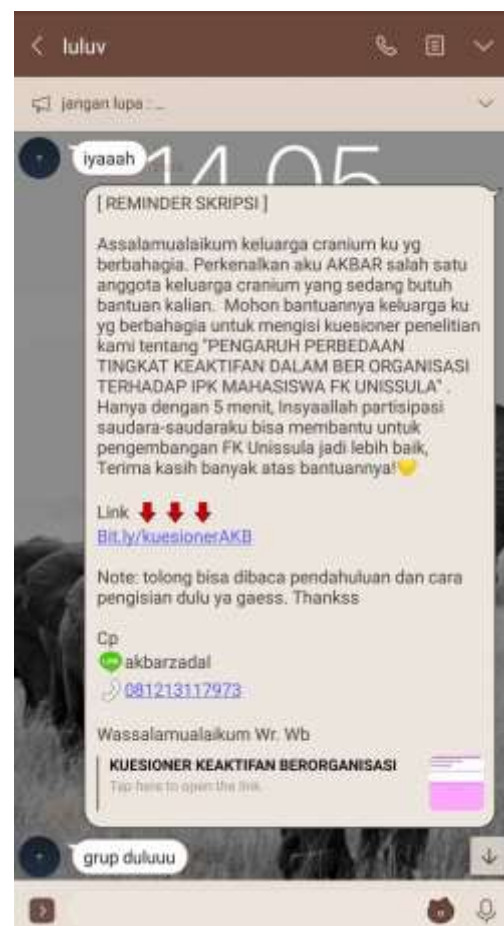 luluv
jangan lupa : ...
iyaaah
14.05
[ REMINDER SKRIPSI ]
Assalamualaikum keluarga cranium ku yg
berbahagia. Perkenalkan aku AKBAR salah satu
anggota keluarga cranium yang sedang butuh
bantuan kalian. Mohon bantuannya keluarga ku
yg berbahagia untuk mengisi kuesioner penelitian
kami tentang "PENGARUH PERBEDAAN
TINGKAT KEAKTIFAN DALAM BER ORGANISASI
TERHADAP IPK MAHASISWA FK UNISSULA" .
Hanya dengan 5 menit, Insyaallah partisipasi
saudara-saudaraku bisa membantu untuk
pengembangan FK Unissula jadi lebih baik,
Terima kasih banyak atas bantuannya!💛
Link ⬇⬇⬇
Bit.ly/kuesionerAKB
Note: tolong bisa dibaca pendahuluan dan cara
pengisian dulu ya gaess. Thankss
Cp
akbarzadal
081213117973
Wassalamualaikum Wr. Wb
KUESIONER KEAKTIFAN BERORGANISASI
Tap here to open the link.
grup duluuu